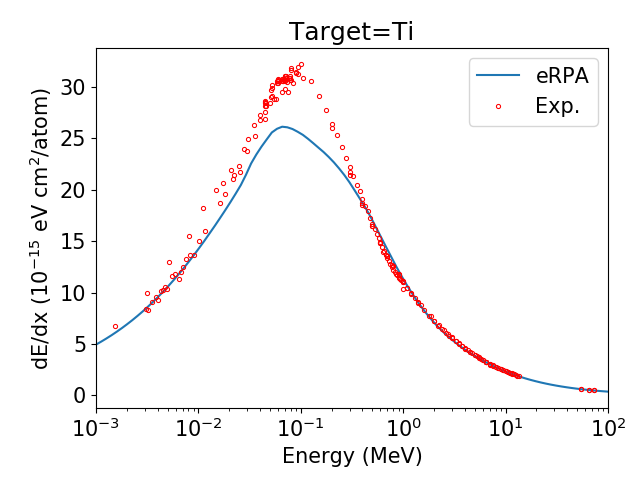 Target=Ti
dE/dx (10⁻¹⁵ eV cm²/atom)
30
25
20
15
10
5
0
eRPA
Exp.
10⁻³ 10⁻² 10⁻¹ 10⁰ 10¹ 10²
Energy (MeV)